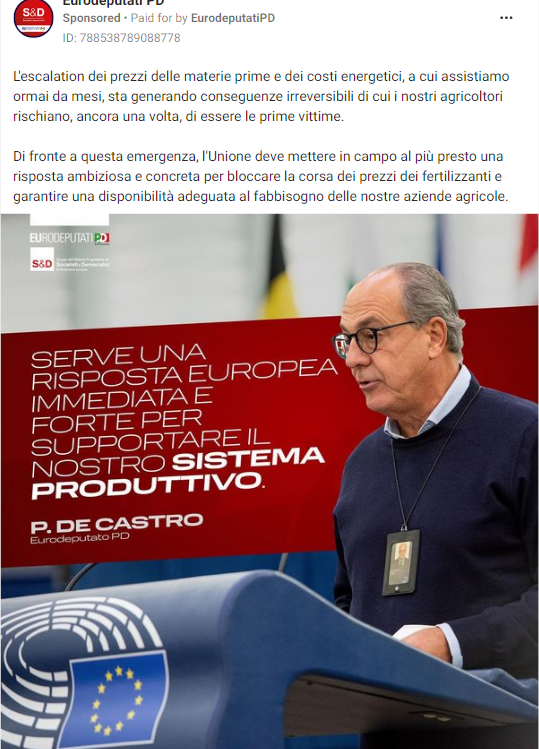 Eurodeputati PD
Sponsored • Paid for by EurodeputatiPD
ID: 788538789088778
L'escalation dei prezzi delle materie prime e dei costi energetici, a cui assistiamo
ormai da mesi, sta generando conseguenze irreversibili di cui i nostri agricoltori
rischiano, ancora una volta, di essere le prime vittime.
Di fronte a questa emergenza, l'Unione deve mettere in campo al più presto una
risposta ambiziosa e concreta per bloccare la corsa dei prezzi dei fertilizzanti e
garantire una disponibilità adeguata al fabbisogno delle nostre aziende agricole.
EURODEPUTATI PD
S&D
SERVE UNA
RISPOSTA EUROPEA
IMMEDIATA E
FORTE PER
SUPPORTARE IL
NOSTRO SISTEMA
PRODUTTIVO.
P. DE CASTRO
Eurodeputato PD